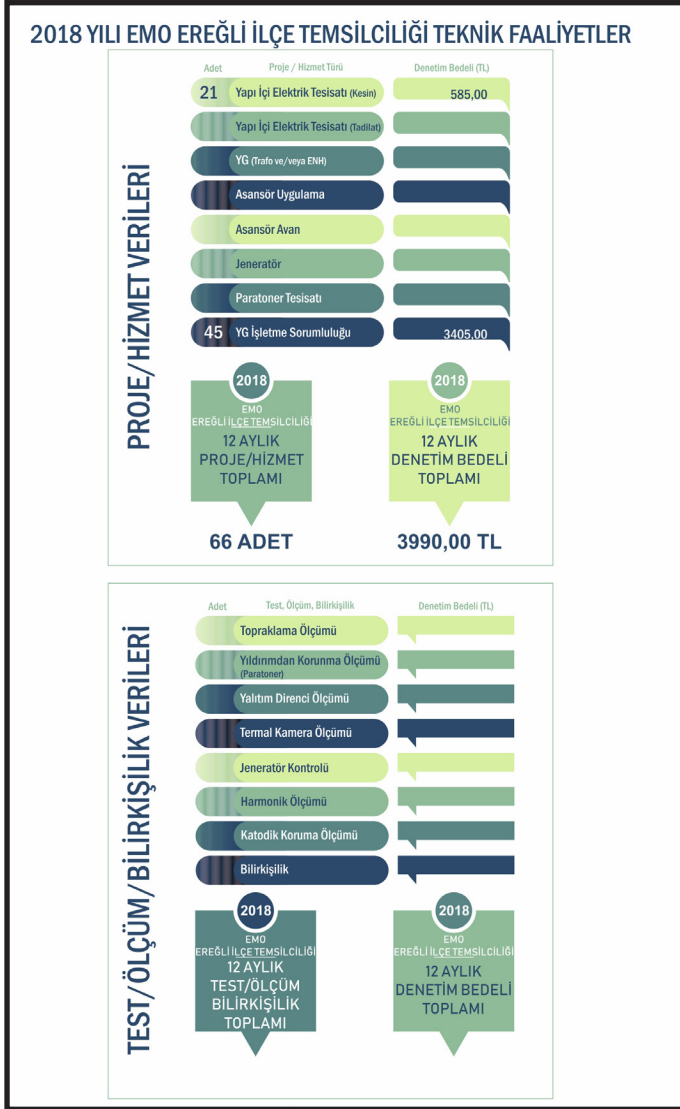 2018 YILI EMO EREĞLİ İLÇE TEMSİLCİLİĞİ TEKNİK FAALİYETLER
PROJE/HİZMET VERİLERİ
Adet Proje / Hizmet Türü Denetim Bedeli (TL)
21 Yapı İçi Elektrik Tesisatı (Kesin) 585,00
Yapı İçi Elektrik Tesisatı (Tadilat)
YG (Trafo ve/veya ENH)
Asansör Uygulama
Asansör Avan
Jeneratör
Paratoner Tesisatı
45 YG İşletme Sorumluluğu 3405,00
2018
EMO
EREĞLİ İLÇE TEMSİLCİLİĞİ
12 AYLIK
PROJE/HİZMET
TOPLAMI
66 ADET
2018
EMO
EREĞLİ İLÇE TEMSİLCİLİĞİ
12 AYLIK
DENETİM BEDELİ
TOPLAMI
3990,00 TL
TEST/ÖLÇÜM/BİLİRKİŞİLİK VERİLERİ
Adet Test, Ölçüm, Bilirkişilik Denetim Bedeli (TL)
Topraklama Ölçümü
Yıldırımdan Korunma Ölçümü
(Paratoner)
Yalıtım Direnci Ölçümü
Termal Kamera Ölçümü
Jeneratör Kontrolü
Harmonik Ölçümü
Katodik Koruma Ölçümü
Bilirkişilik
2018
EMO
EREĞLİ İLÇE TEMSİLCİLİĞİ
12 AYLIK
TEST/ÖLÇÜM
BİLİRKİŞİLİK
TOPLAMI
2018
EMO
EREĞLİ İLÇE TEMSİLCİLİĞİ
12 AYLIK
DENETİM BEDELİ
TOPLAMI